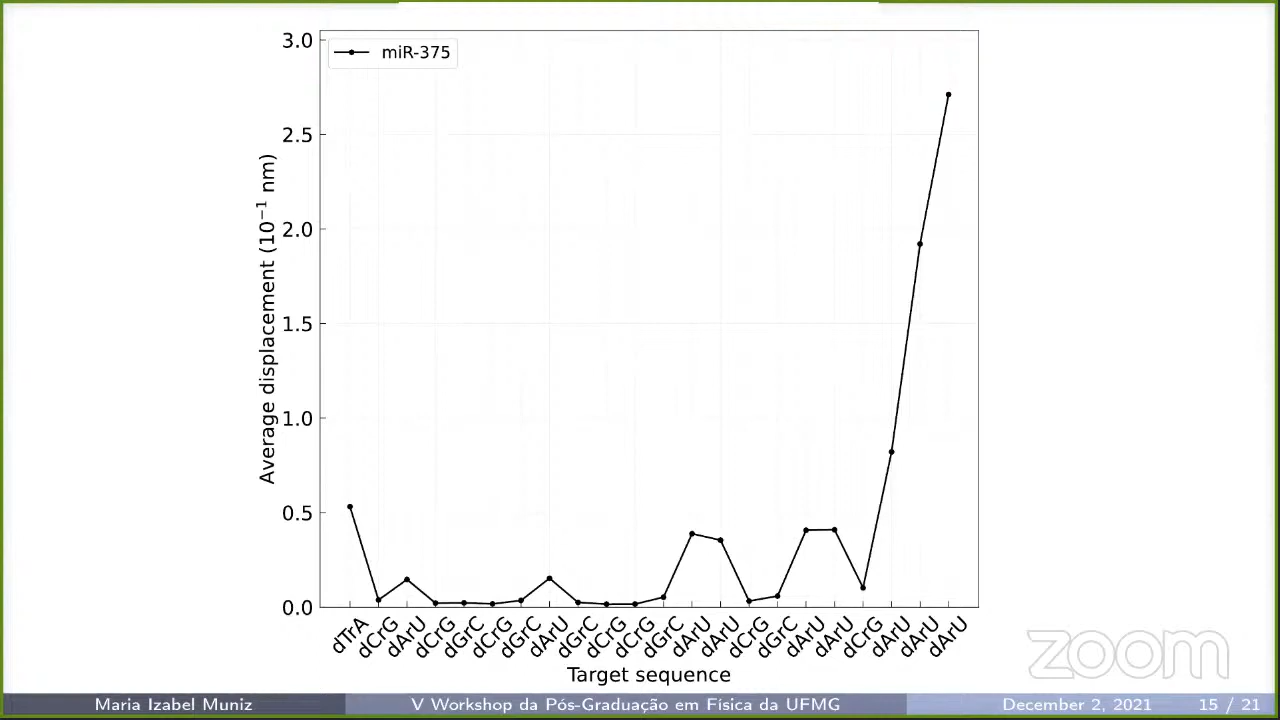 miR-375
3.0
2.5
2.0
1.5
1.0
0.5
0.0
Average displacement (10⁻¹ nm)
dTrA dCrG dArU dCrG dGrC dCrG dGrC dArU dGrC dCrG dCrG dGrC dArU dArU dCrG dGrC dArU dArU dCrG dArU dArU dArU
Target sequence
zoom
Maria Izabel Muniz V Workshop da Pós-Graduação em Física da UFMG December 2, 2021 15 / 21